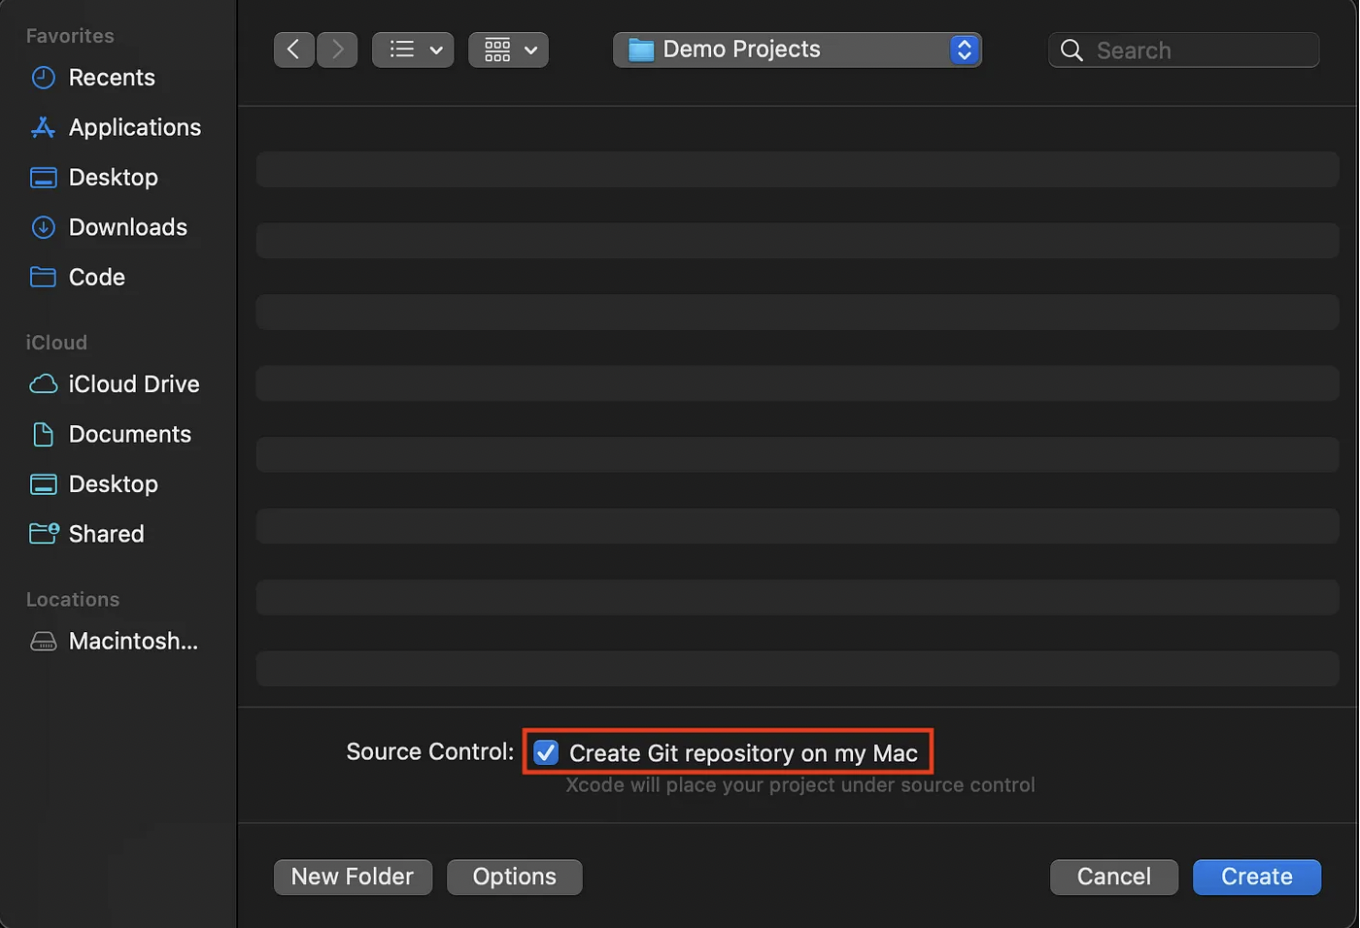 Favorites
Recents
Applications
Desktop
Downloads
Code
iCloud
iCloud Drive
Documents
Desktop
Shared
Locations
Macintosh...
Demo Projects
Search
Source Control: Create Git repository on my Mac
Xcode will place your project under source control
New Folder Options Cancel Create